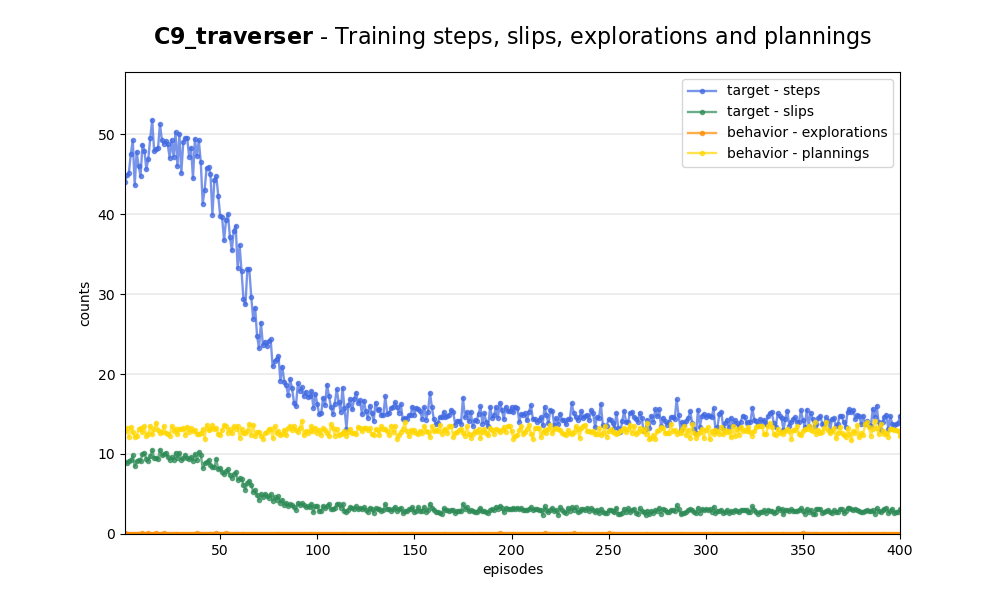 C9_traverser - Training steps, slips, explorations and plannings
target - steps
target - slips
behavior - explorations
behavior - plannings
counts
50
40
30
20
10
0
50 100 150 200 250 300 350 400
episodes